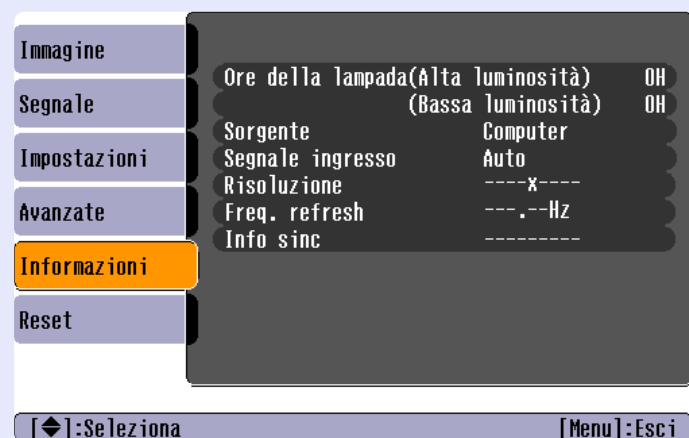 Immagine
Segnale
Impostazioni
Avanzate
Informazioni
Reset
Ore della lampada(Alta luminosità) 0H
(Bassa luminosità) 0H
Sorgente Computer
Segnale ingresso Auto
Risoluzione ----x----
Freq. refresh ---.--Hz
Info sinc ---------
[◆]:Seleziona [Menu]:Esci